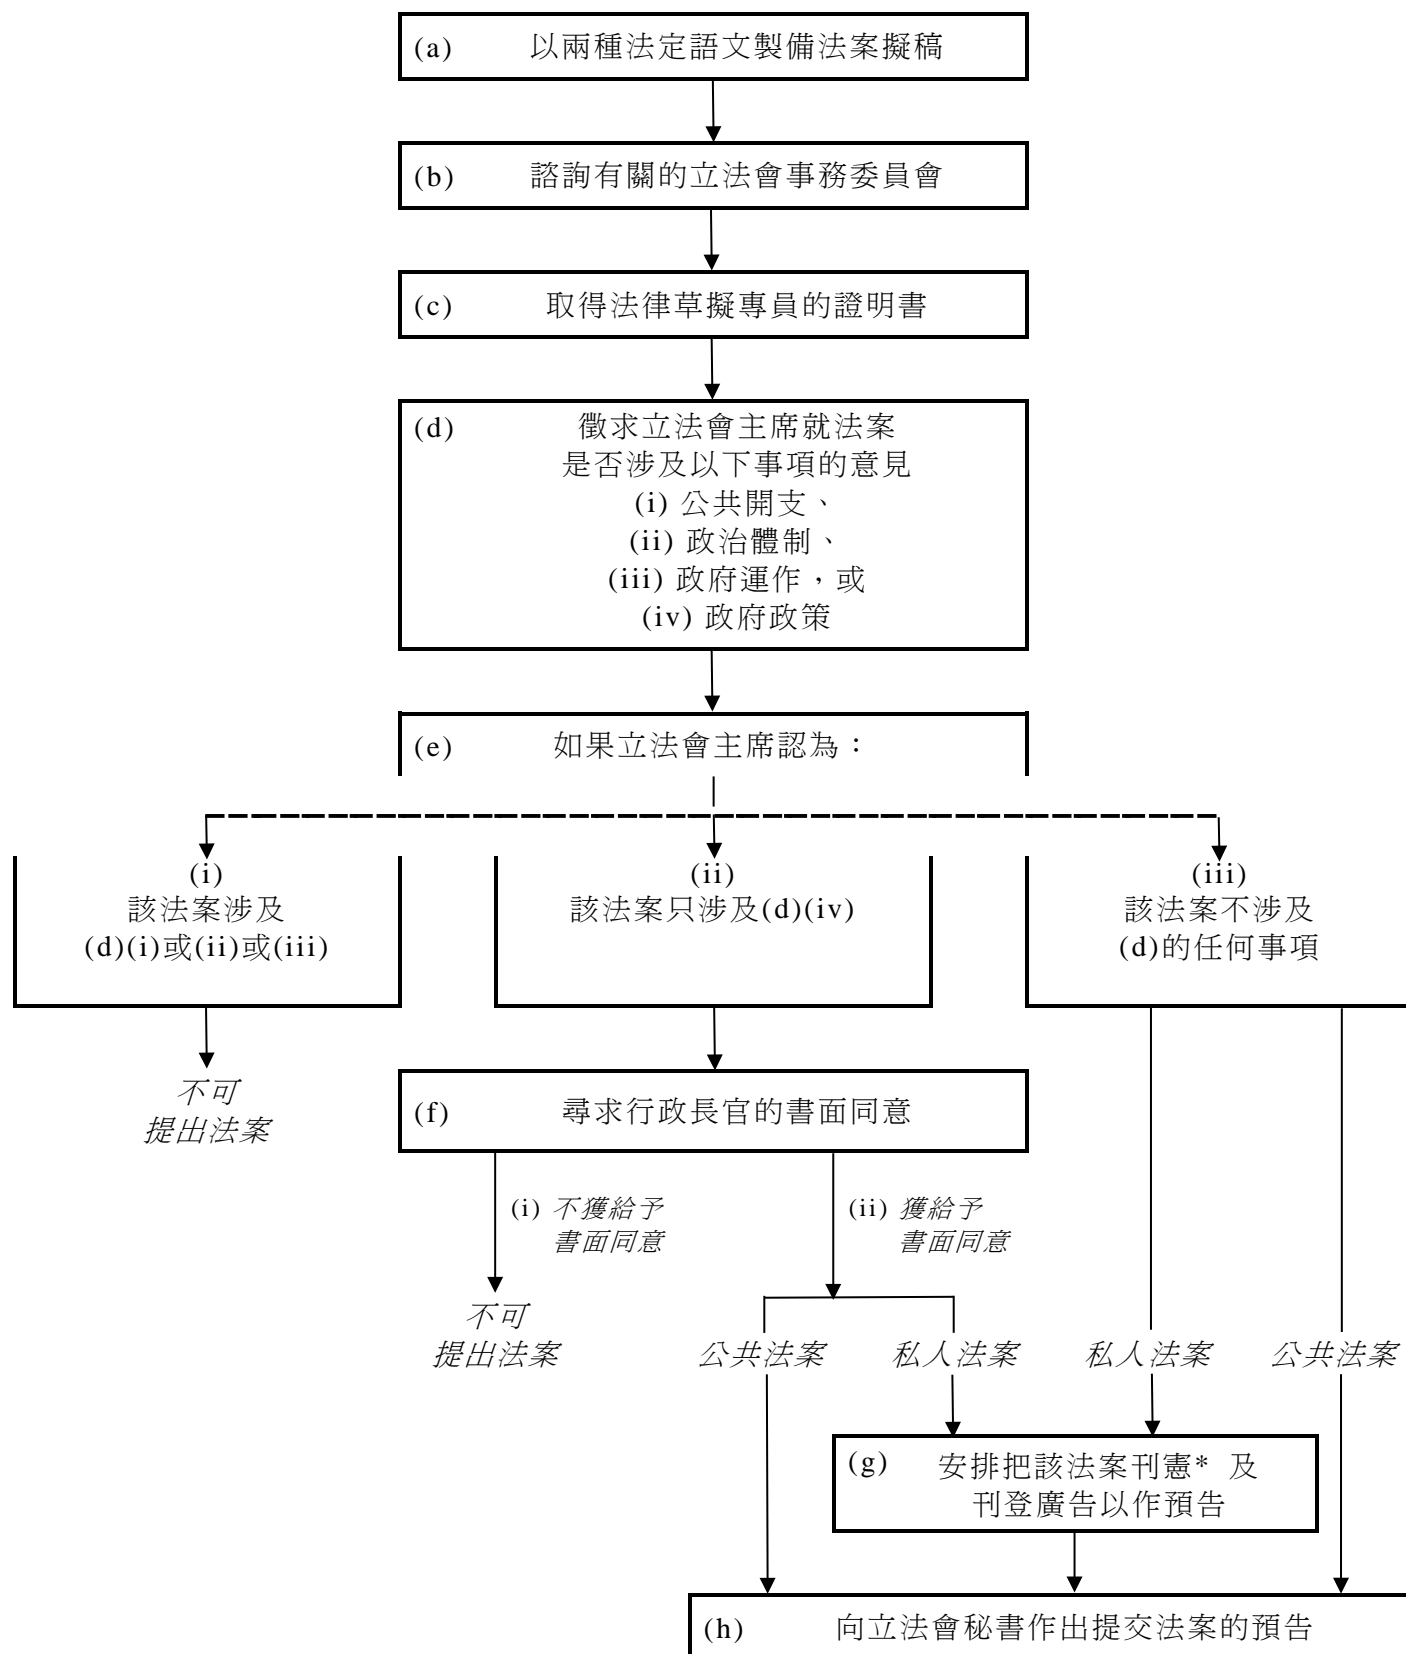 (a) 以兩種法定語文製備法案擬稿
(b) 諮詢有關的立法會事務委員會
(c) 取得法律草擬專員的證明書
(d) 徵求立法會主席就法案
是否涉及以下事項的意見
(i) 公共開支、
(ii) 政治體制、
(iii) 政府運作，或
(iv) 政府政策
(e) 如果立法會主席認為：
(i)
該法案涉及
(d)(i)或(ii)或(iii)
(ii)
該法案只涉及(d)(iv)
(iii)
該法案不涉及
(d)的任何事項
不可
提出法案
(f) 尋求行政長官的書面同意
(i) 不獲給予
書面同意
(ii) 獲給予
書面同意
不可
提出法案
公共法案
私人法案
私人法案
公共法案
(g) 安排把該法案刊憲* 及
刊登廣告以作預告
(h) 向立法會秘書作出提交法案的預告